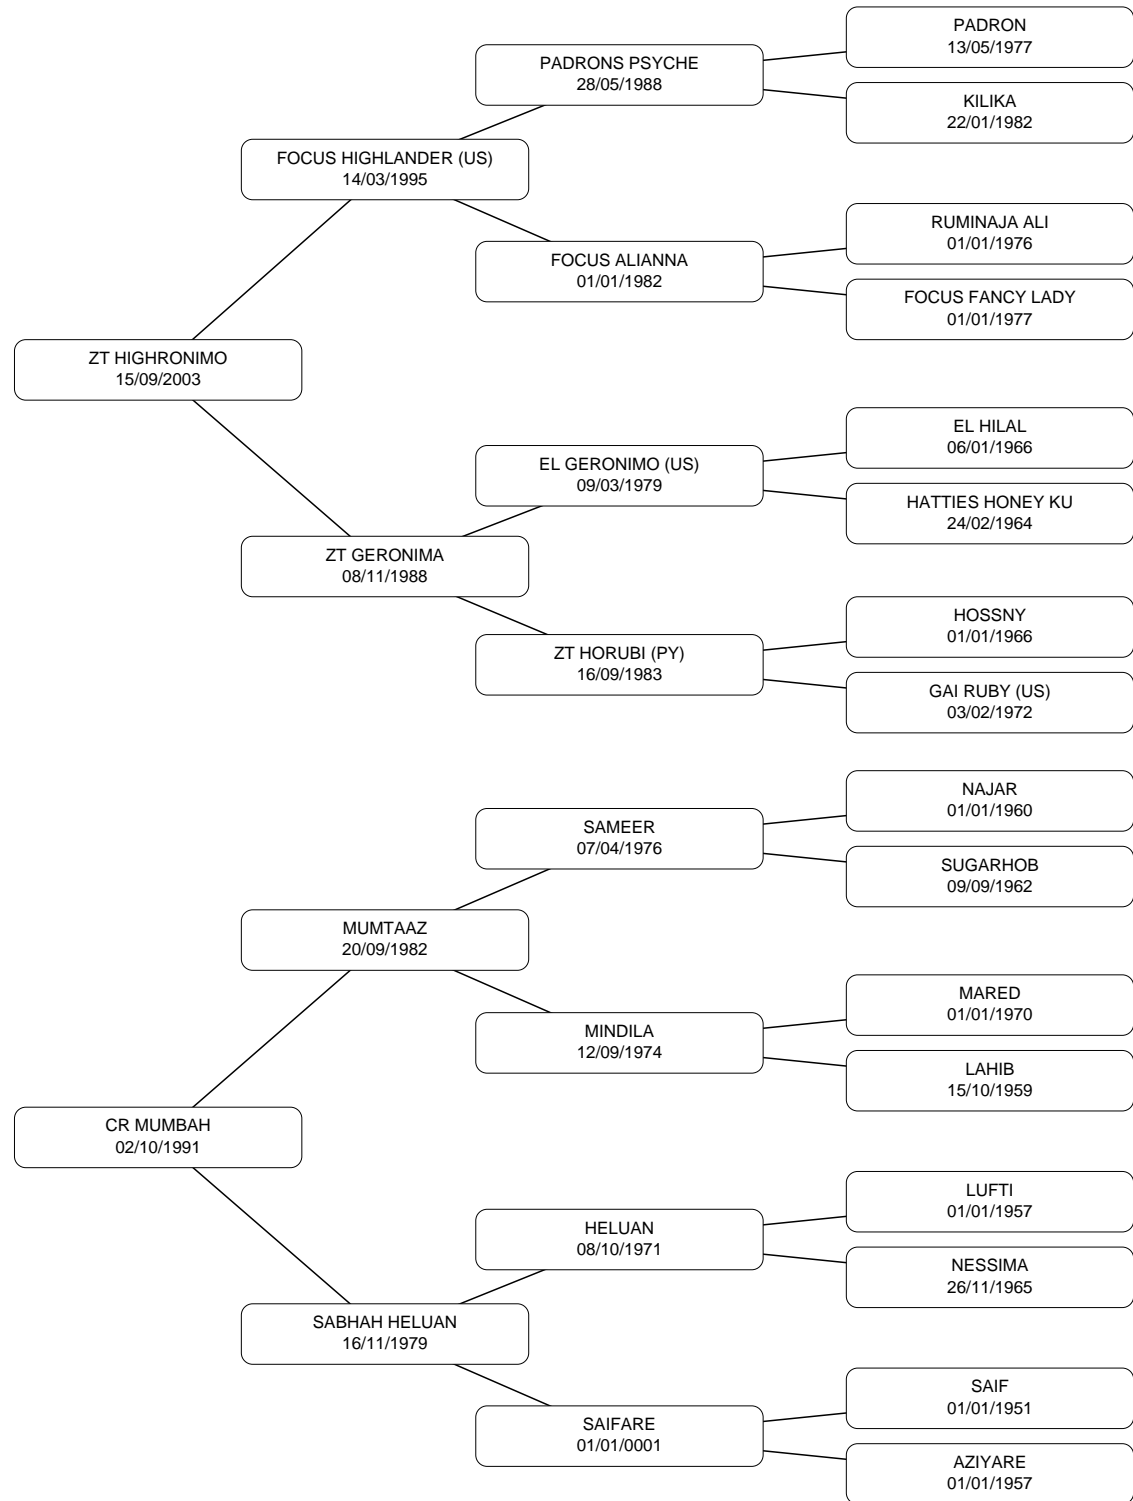 PADRON
13/05/1977
PADRONS PSYCHE
28/05/1988
KILIKA
22/01/1982
FOCUS HIGHLANDER (US)
14/03/1995
RUMINAJA ALI
01/01/1976
FOCUS ALIANNA
01/01/1982
FOCUS FANCY LADY
01/01/1977
ZT HIGHRONIMO
15/09/2003
EL HILAL
06/01/1966
EL GERONIMO (US)
09/03/1979
HATTIES HONEY KU
24/02/1964
ZT GERONIMA
08/11/1988
HOSSNY
01/01/1966
ZT HORUBI (PY)
16/09/1983
GAI RUBY (US)
03/02/1972
NAJAR
01/01/1960
SAMEER
07/04/1976
SUGARHOB
09/09/1962
MUMTAAZ
20/09/1982
MARED
01/01/1970
MINDILA
12/09/1974
LAHIB
15/10/1959
CR MUMBAH
02/10/1991
LUFTI
01/01/1957
HELUAN
08/10/1971
NESSIMA
26/11/1965
SABHAH HELUAN
16/11/1979
SAIF
01/01/1951
SAIFARE
01/01/0001
AZIYARE
01/01/1957